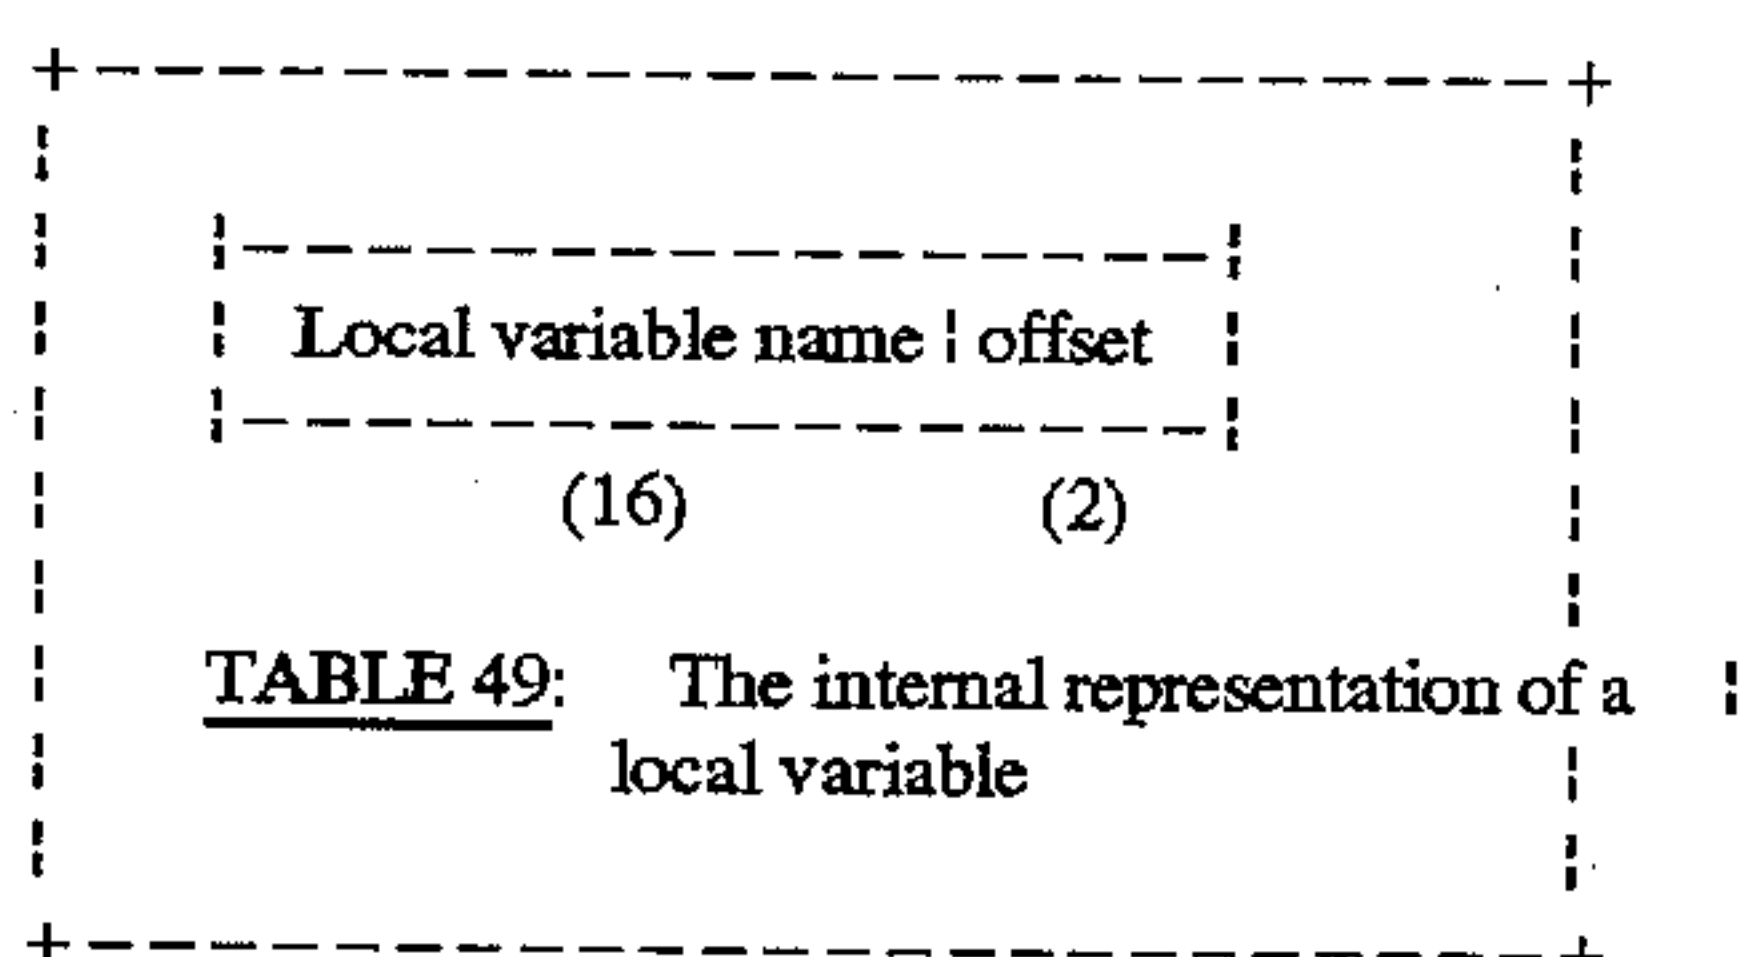 Local variable name ¦ offset
(16) (2)
TABLE 49: The internal representation of a
local variable